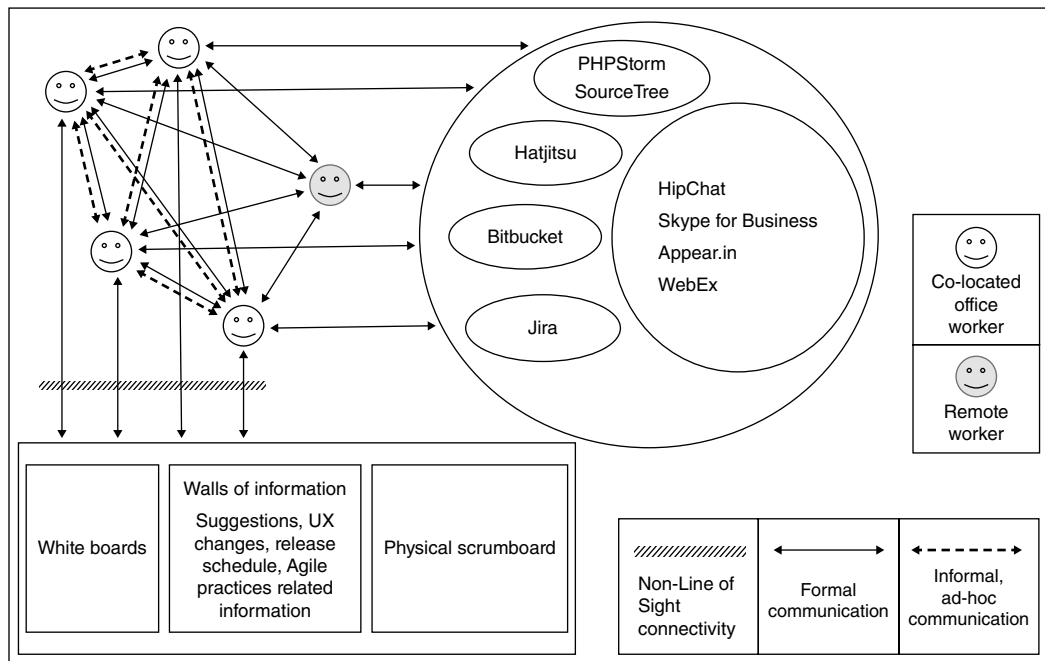 PHPStorm
SourceTree
Hatjitsu
Bitbucket
Jira
HipChat
Skype for Business
Appear.in
WebEx
Co-located
office
worker
Remote
worker
White boards
Walls of information
Suggestions, UX
changes, release
schedule, Agile
practices related
information
Physical scrumboard
Non-Line of
Sight
connectivity
Formal
communication
Informal,
ad-hoc
communication